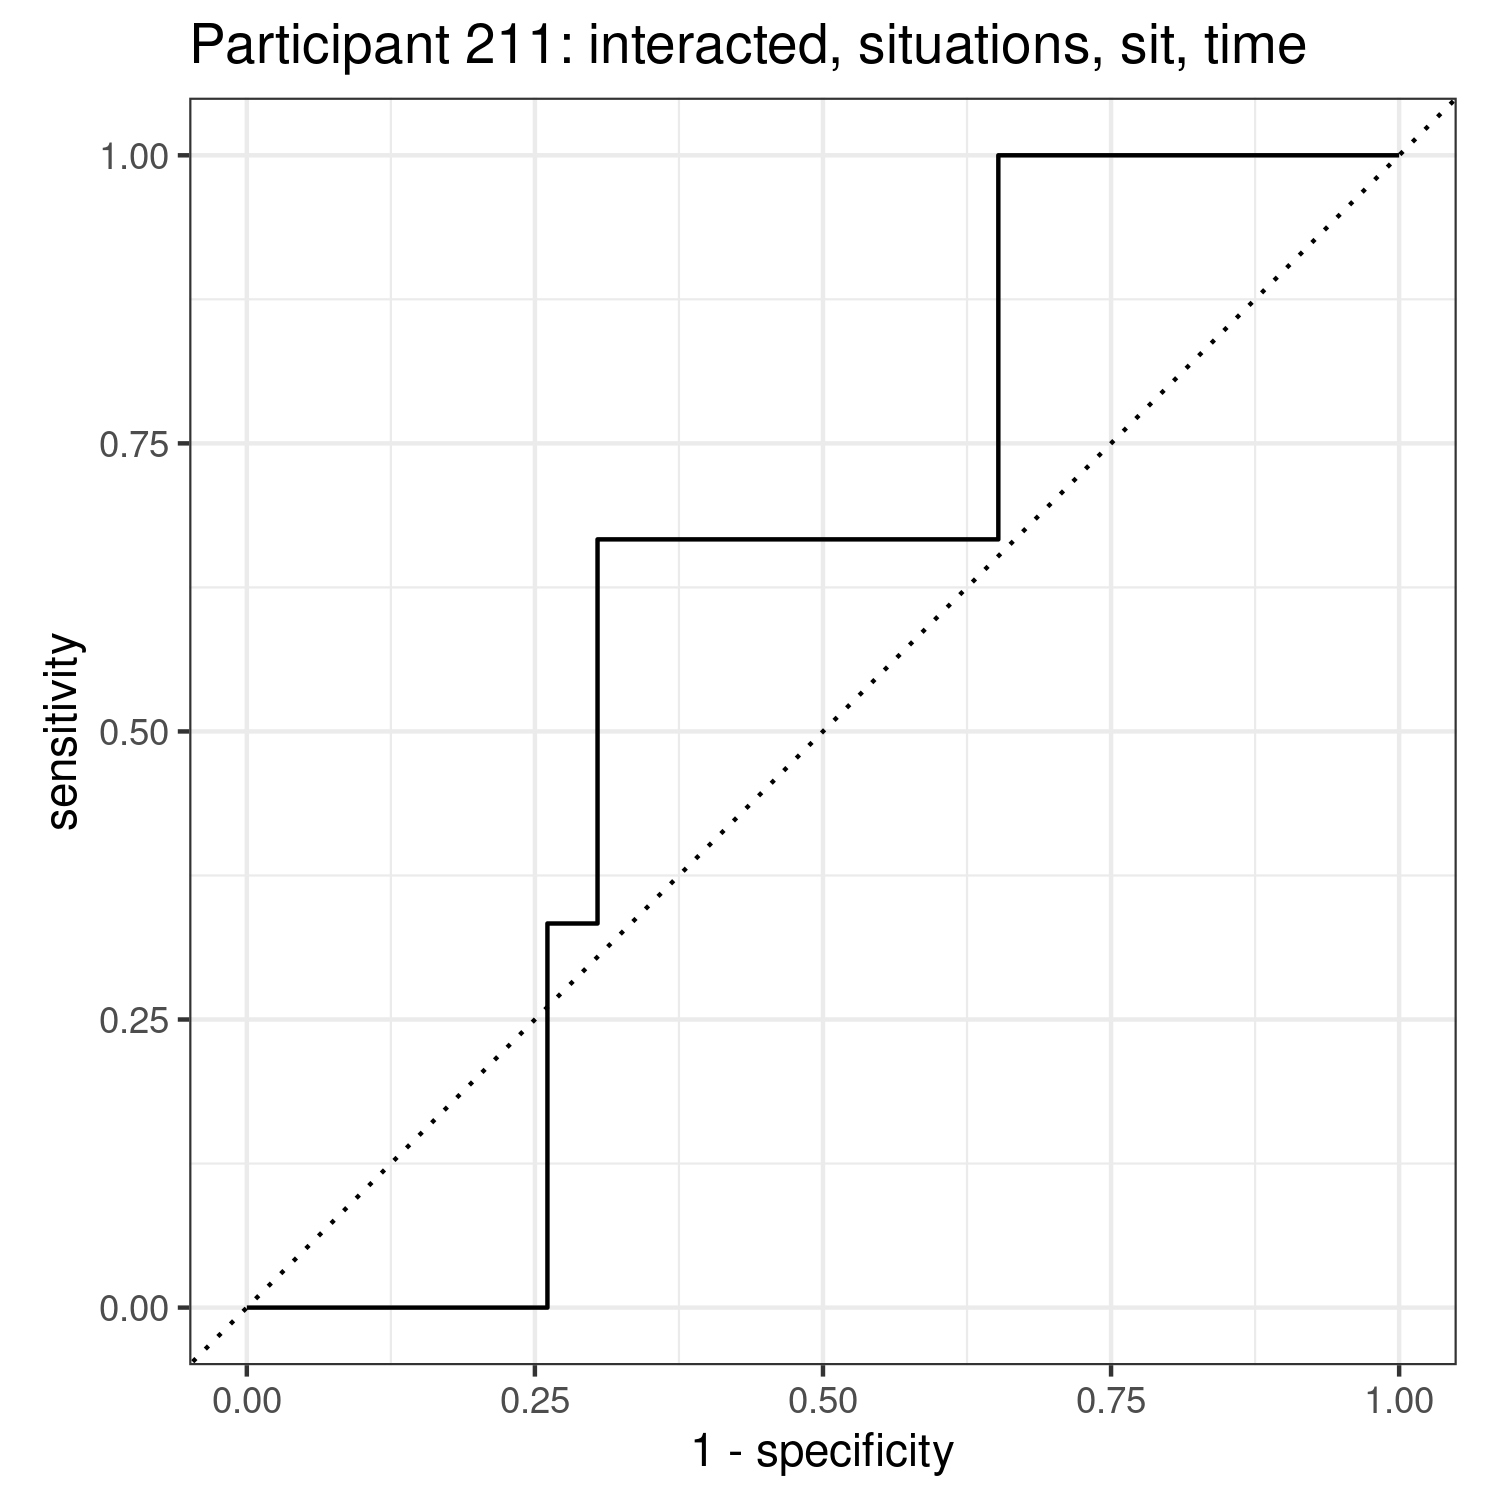 Participant 211: interacted, situations, sit, time
1.00
0.75
0.50
0.25
0.00
sensitivity
0.00 0.25 0.50 0.75 1.00
1 - specificity